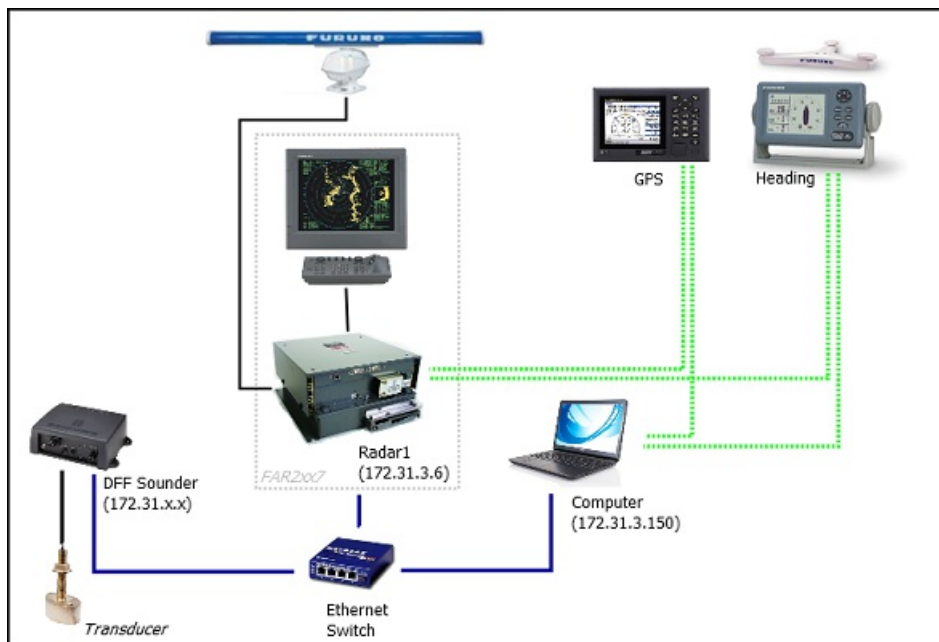 FURUNO
FURUNO
GPS
Heading
Radar1
(172.31.3.6)
FAR2xx7
DFF Sounder
(172.31.x.x)
Computer
(172.31.3.150)
Ethernet
Switch
Transducer